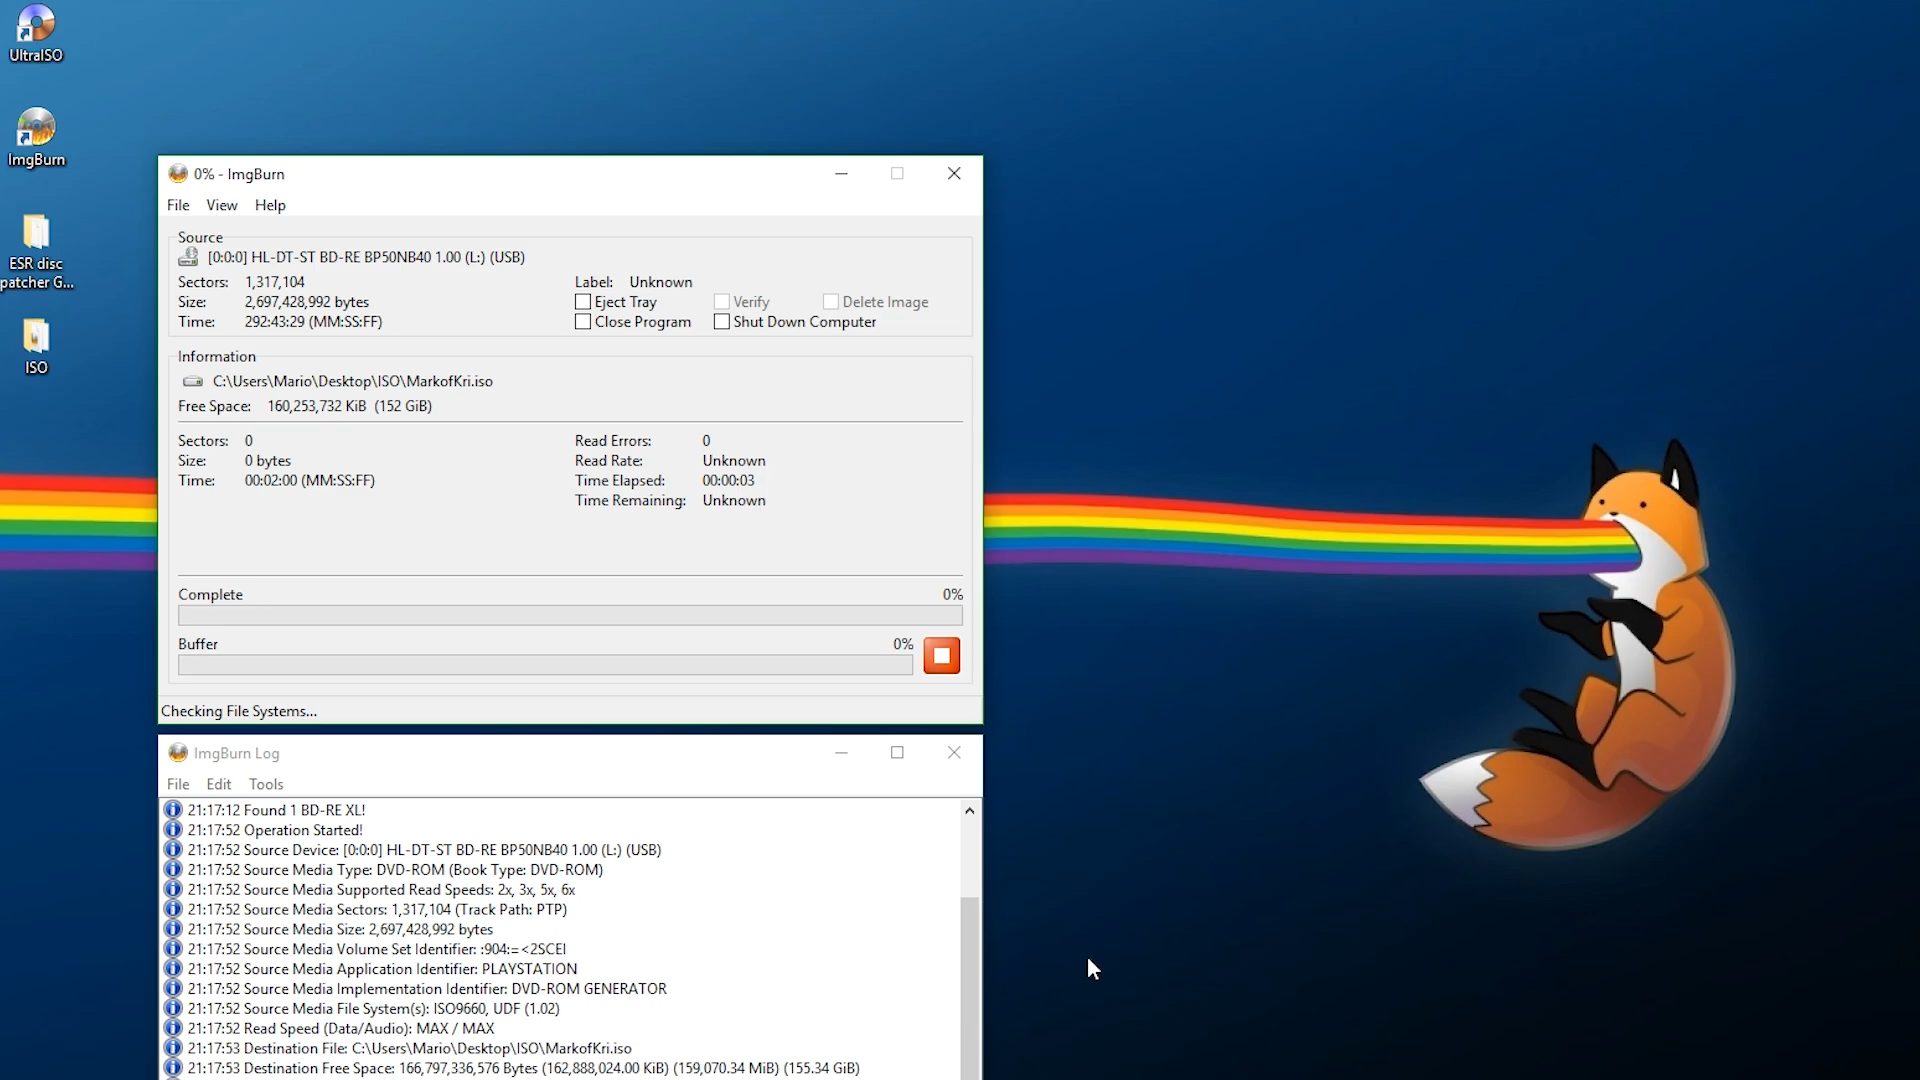 UltraISO
ImgBurn
ESR disc
patcher G...
ISO
0% - ImgBurn
File View Help
Source
[0:0:0] HL-DT-ST BD-RE BP50NB40 1.00 (L:) (USB)
Sectors: 1,317,104 Label: Unknown
Size: 2,697,428,992 bytes Eject Tray Verify Delete Image
Time: 292:43:29 (MM:SS:FF) Close Program Shut Down Computer
Information
C:\Users\Mario\Desktop\ISO\MarkofKri.iso
Free Space: 160,253,732 KiB (152 GiB)
Sectors: 0 Read Errors: 0
Size: 0 bytes Read Rate: Unknown
Time: 00:02:00 (MM:SS:FF) Time Elapsed: 00:00:03
Time Remaining: Unknown
Complete 0%
Buffer 0%
Checking File Systems...
ImgBurn Log
File Edit Tools
21:17:12 Found 1 BD-RE XL!
21:17:52 Operation Started!
21:17:52 Source Device: [0:0:0] HL-DT-ST BD-RE BP50NB40 1.00 (L:) (USB)
21:17:52 Source Media Type: DVD-ROM (Book Type: DVD-ROM)
21:17:52 Source Media Supported Read Speeds: 2x, 3x, 5x, 6x
21:17:52 Source Media Sectors: 1,317,104 (Track Path: PTP)
21:17:52 Source Media Size: 2,697,428,992 bytes
21:17:52 Source Media Volume Set Identifier: :904:=<2SCEI
21:17:52 Source Media Application Identifier: PLAYSTATION
21:17:52 Source Media Implementation Identifier: DVD-ROM GENERATOR
21:17:52 Source Media File System(s): ISO9660, UDF (1.02)
21:17:52 Read Speed (Data/Audio): MAX / MAX
21:17:53 Destination File: C:\Users\Mario\Desktop\ISO\MarkofKri.iso
21:17:53 Destination Free Space: 166,797,336,576 Bytes (162,888,024.00 KiB) (159,070.34 MiB) (155.34 GiB)